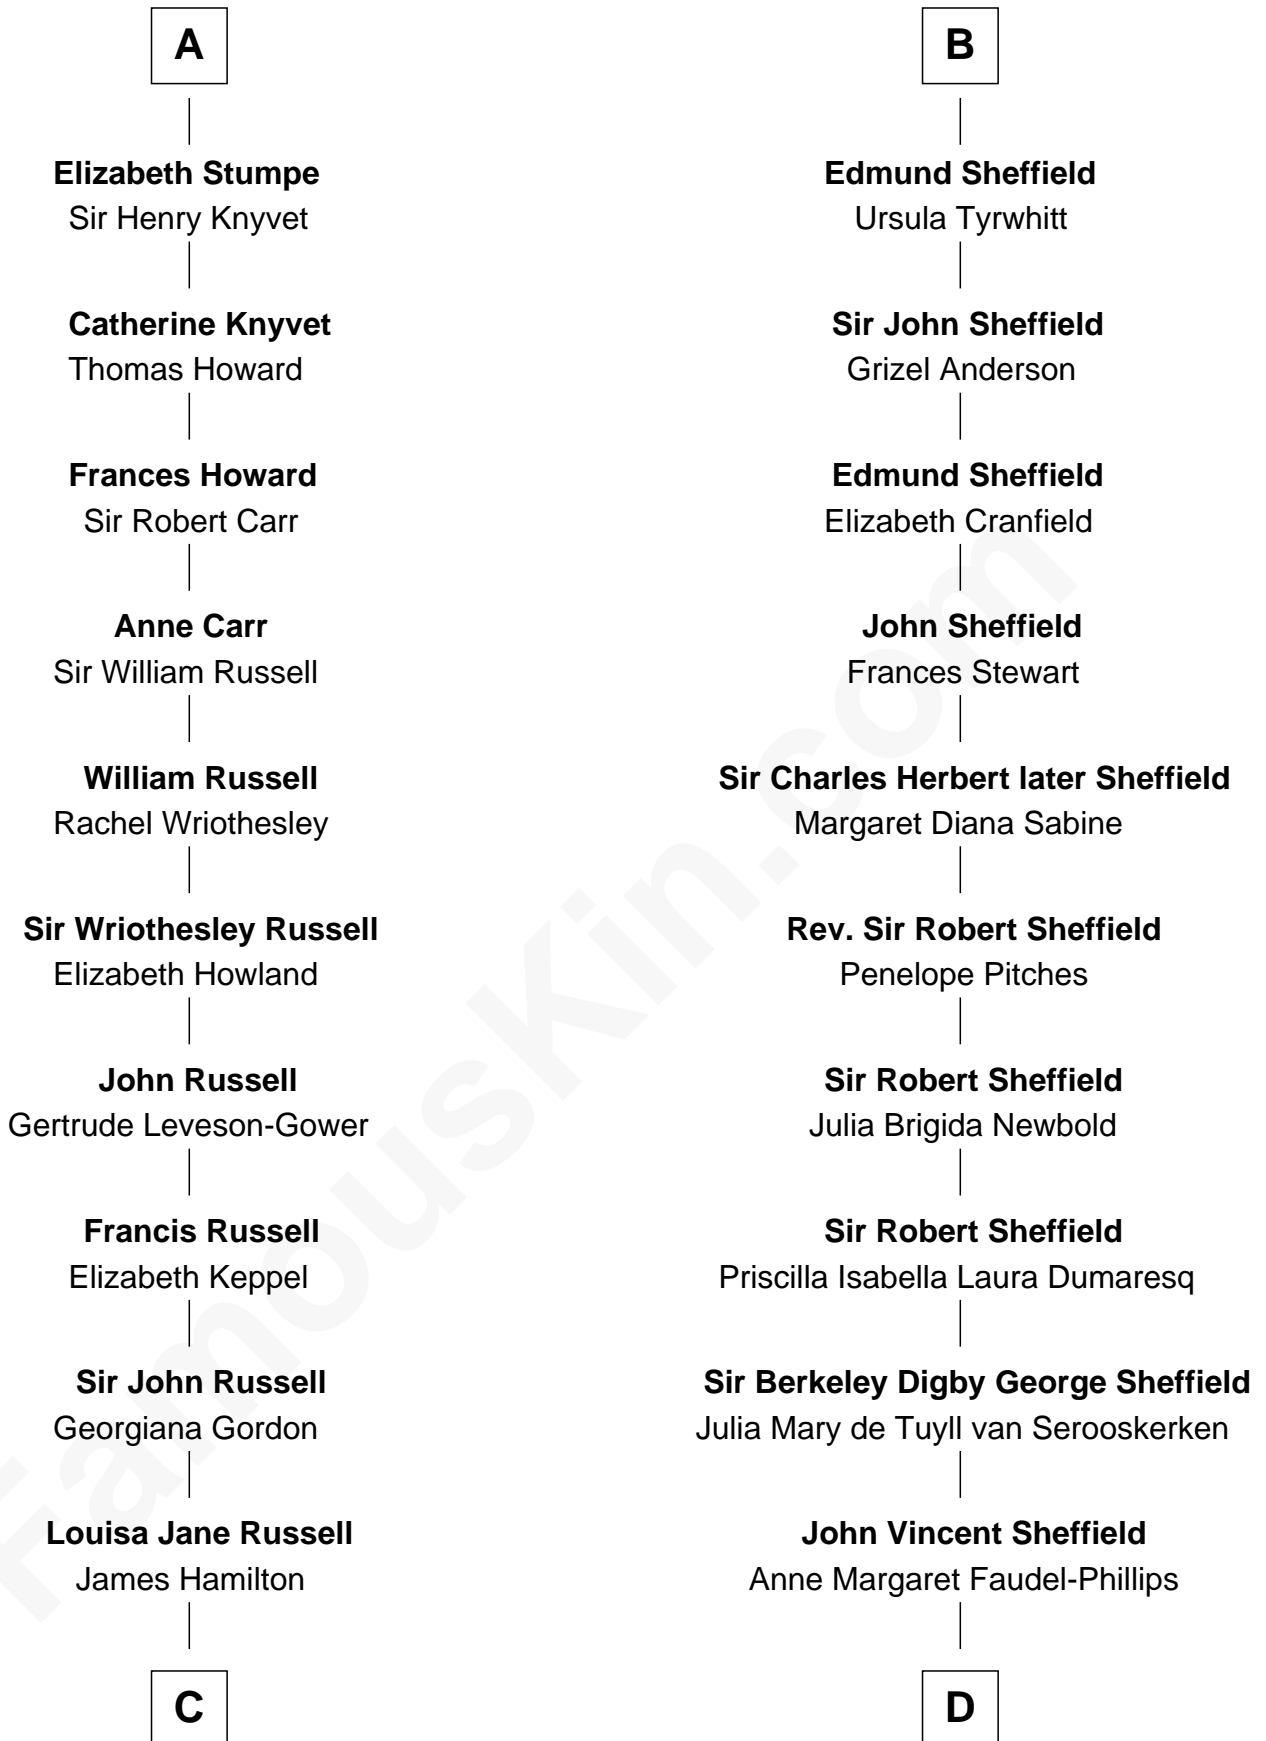 A
Elizabeth Stumpe
Sir Henry Knyvet
Catherine Knyvet
Thomas Howard
Frances Howard
Sir Robert Carr
Anne Carr
Sir William Russell
William Russell
Rachel Wriothesley
Sir Wriothesley Russell
Elizabeth Howland
John Russell
Gertrude Leveson-Gower
Francis Russell
Elizabeth Keppel
Sir John Russell
Georgiana Gordon
Louisa Jane Russell
James Hamilton
C
B
Edmund Sheffield
Ursula Tyrwhitt
Sir John Sheffield
Grizel Anderson
Edmund Sheffield
Elizabeth Cranfield
John Sheffield
Frances Stewart
Sir Charles Herbert later Sheffield
Margaret Diana Sabine
Rev. Sir Robert Sheffield
Penelope Pitches
Sir Robert Sheffield
Julia Brigida Newbold
Sir Robert Sheffield
Priscilla Isabella Laura Dumaresq
Sir Berkeley Digby George Sheffield
Julia Mary de Tuyll van Serooskerken
John Vincent Sheffield
Anne Margaret Faudel-Phillips
D
FamousKin.com